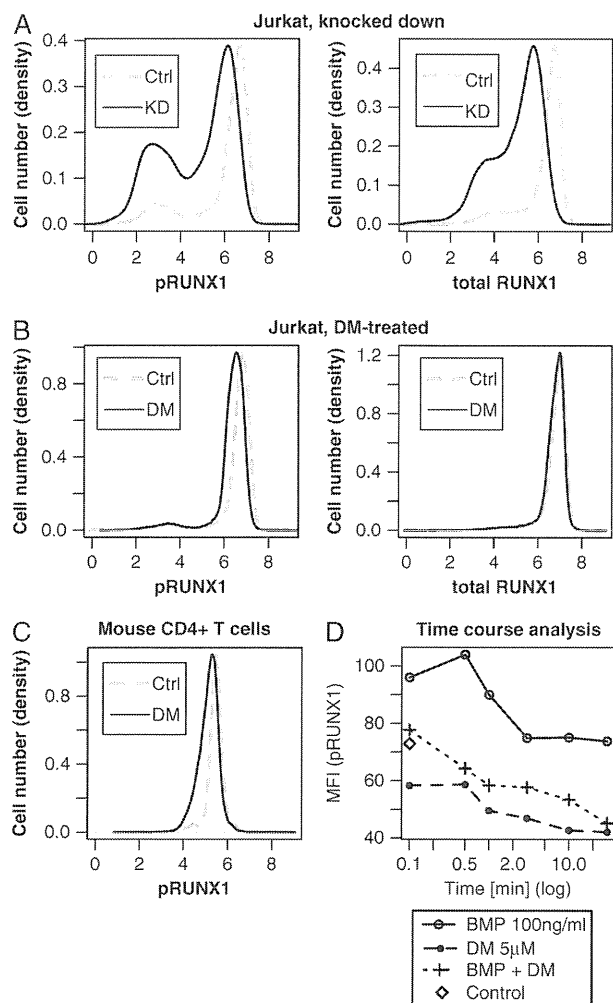 A
Jurkat, knocked down
Cell number (density)
0.4
0.3
0.2
0.1
0.0
Ctrl
KD
0 2 4 6 8
pRUNX1
Cell number (density)
0.4
0.3
0.2
0.1
0.0
Ctrl
KD
0 2 4 6 8
total RUNX1
B
Jurkat, DM-treated
Cell number (density)
0.8
0.4
0.0
Ctrl
DM
0 2 4 6 8
pRUNX1
Cell number (density)
1.2
0.8
0.4
0.0
Ctrl
DM
0 2 4 6 8
total RUNX1
C
Mouse CD4+ T cells
Cell number (density)
0.8
0.4
0.0
Ctrl
DM
0 2 4 6 8
pRUNX1
D
Time course analysis
MFI (pRUNX1)
100
80
60
40
0.1 0.5 2.0 10.0
Time [min] (log)
BMP 100ng/ml
DM 5μM
BMP + DM
Control